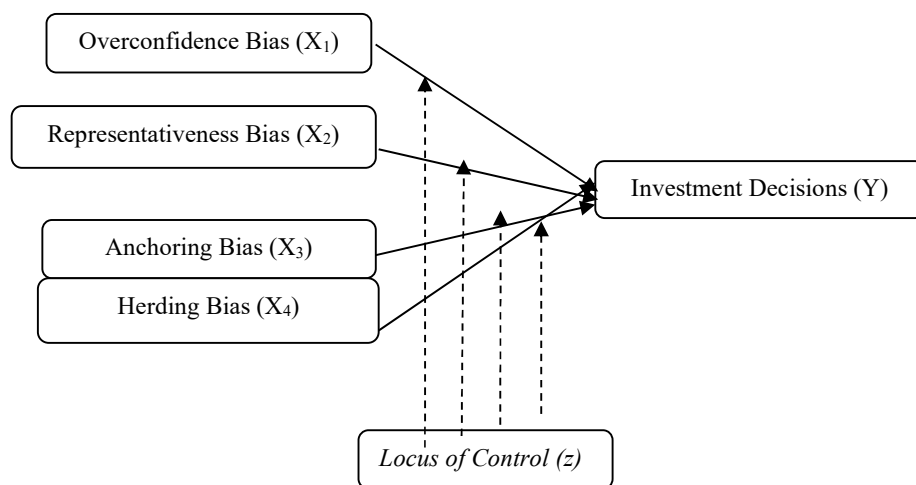 Overconfidence Bias (X₁)
Representativeness Bias (X₂)
Investment Decisions (Y)
Anchoring Bias (X₃)
Herding Bias (X₄)
Locus of Control (z)